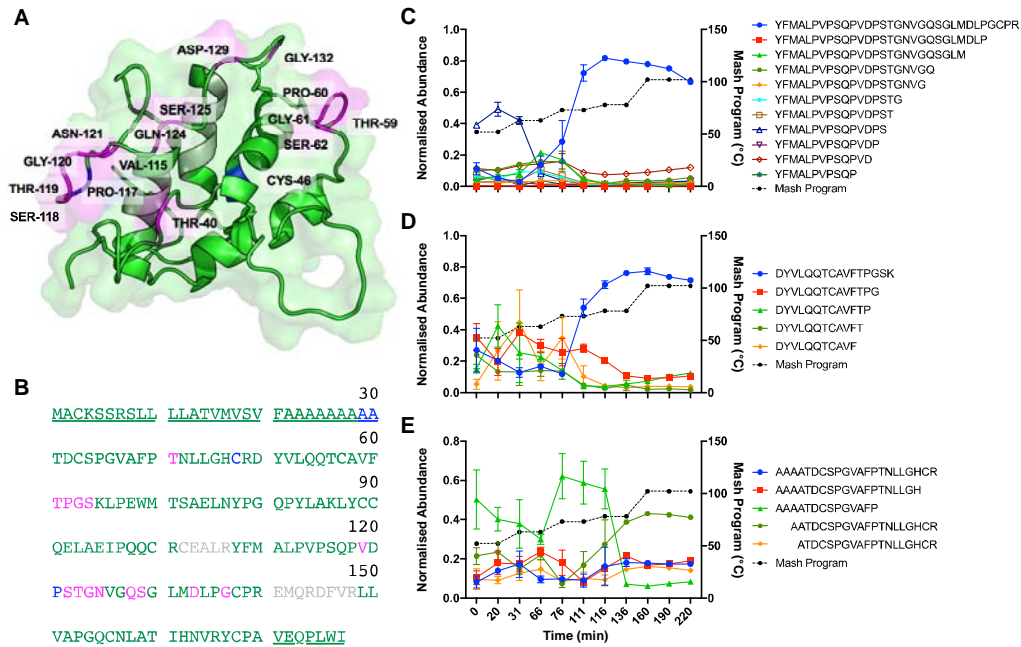 A
ASP-129
GLY-132
PRO-60
SER-125
GLY-61
THR-59
ASN-121
GLN-124
SER-62
GLY-120
VAL-115
CYS-46
THR-119
PRO-117
SER-118
THR-40
B
30
MACKSSRSLL LLATVMVSV FAAAAAAAAA
60
TDCSPGVAFP TNLLGHCRD YVLQQTCAVF
90
TPGSKLPEWM TSAELNYPG QPYLAKLYCC
120
QELAEIPQQC RCEALRYFM ALPVPSQPVD
150
PSTGNVGQSG LMDLPGCPR EMQRDFVRLL
VAPGQCNLAT IHNVRYCPA VEQPLWI
C
1.0
0.8
0.6
0.4
0.2
0.0
Normalised Abundance
150
100
50
0
Mash Program (°C)
YFMALPVPSQPVDPSTGNVGQSGLMDLPGCPR
YFMALPVPSQPVDPSTGNVGQSGLMDLP
YFMALPVPSQPVDPSTGNVGQSGLM
YFMALPVPSQPVDPSTGNVGQ
YFMALPVPSQPVDPSTGNVG
YFMALPVPSQPVDPSTG
YFMALPVPSQPVDPST
YFMALPVPSQPVDPS
YFMALPVPSQPVDP
YFMALPVPSQPVD
YFMALPVPSQP
Mash Program
D
1.0
0.8
0.6
0.4
0.2
0.0
Normalised Abundance
150
100
50
0
Mash Program (°C)
DYVLQQTCAVFTPGSK
DYVLQQTCAVFTPG
DYVLQQTCAVFTP
DYVLQQTCAVFT
DYVLQQTCAVF
Mash Program
E
0.8
0.6
0.4
0.2
0.0
Normalised Abundance
150
100
50
0
Mash Program (°C)
AAAATDCSPGVAFPTNLLGHCR
AAAATDCSPGVAFPTNLLGH
AAAATDCSPGVAFP
AATDCSPGVAFPTNLLGHCR
ATDCSPGVAFPTNLLGHCR
Mash Program
0 20 31 66 76 111 116 136 160 190 220
Time (min)